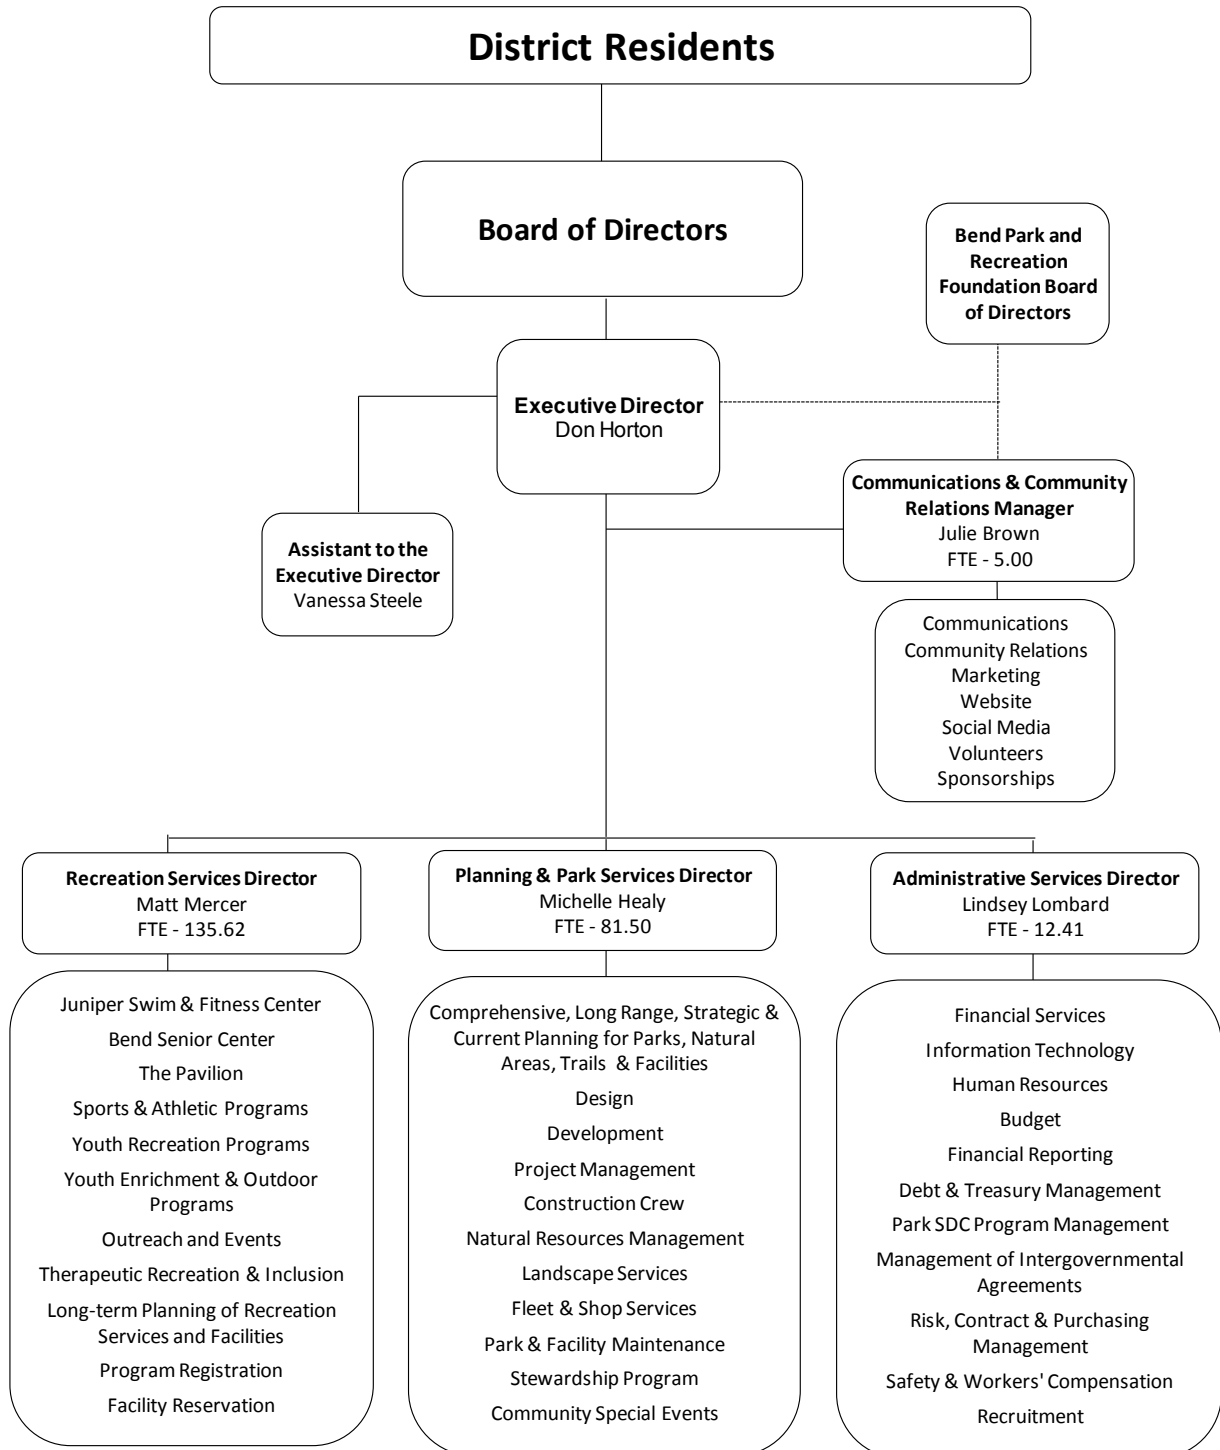 District Residents
Board of Directors
Bend Park and
Recreation
Foundation Board
of Directors
Executive Director
Don Horton
Communications & Community
Relations Manager
Julie Brown
FTE - 5.00
Assistant to the
Executive Director
Vanessa Steele
Communications
Community Relations
Marketing
Website
Social Media
Volunteers
Sponsorships
Recreation Services Director
Matt Mercer
FTE - 135.62
Planning & Park Services Director
Michelle Healy
FTE - 81.50
Administrative Services Director
Lindsey Lombard
FTE - 12.41
Juniper Swim & Fitness Center
Bend Senior Center
The Pavilion
Sports & Athletic Programs
Youth Recreation Programs
Youth Enrichment & Outdoor
Programs
Outreach and Events
Therapeutic Recreation & Inclusion
Long-term Planning of Recreation
Services and Facilities
Program Registration
Facility Reservation
Comprehensive, Long Range, Strategic &
Current Planning for Parks, Natural
Areas, Trails & Facilities
Design
Development
Project Management
Construction Crew
Natural Resources Management
Landscape Services
Fleet & Shop Services
Park & Facility Maintenance
Stewardship Program
Community Special Events
Financial Services
Information Technology
Human Resources
Budget
Financial Reporting
Debt & Treasury Management
Park SDC Program Management
Management of Intergovernmental
Agreements
Risk, Contract & Purchasing
Management
Safety & Workers' Compensation
Recruitment